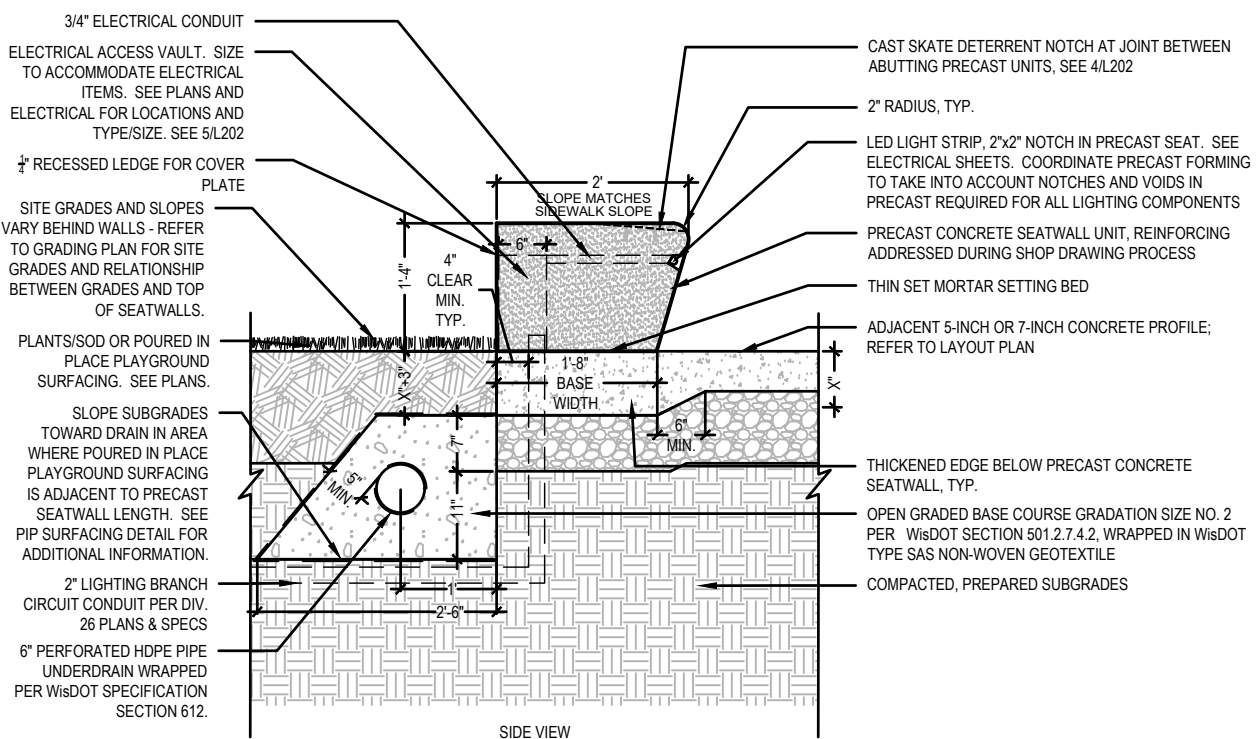 3/4" ELECTRICAL CONDUIT
ELECTRICAL ACCESS VAULT. SIZE
TO ACCOMMODATE ELECTRICAL
ITEMS. SEE PLANS AND
ELECTRICAL FOR LOCATIONS AND
TYPE/SIZE. SEE 5/L202
1/4" RECESSED LEDGE FOR COVER
PLATE
SITE GRADES AND SLOPES
VARY BEHIND WALLS - REFER
TO GRADING PLAN FOR SITE
GRADES AND RELATIONSHIP
BETWEEN GRADES AND TOP
OF SEATWALLS.
PLANTS/SOD OR POURED IN
PLACE PLAYGROUND
SURFACING. SEE PLANS.
SLOPE SUBGRADES
TOWARD DRAIN IN AREA
WHERE POURED IN PLACE
PLAYGROUND SURFACING
IS ADJACENT TO PRECAST
SEATWALL LENGTH. SEE
PIP SURFACING DETAIL FOR
ADDITIONAL INFORMATION.
2" LIGHTING BRANCH
CIRCUIT CONDUIT PER DIV.
26 PLANS & SPECS
6" PERFORATED HDPE PIPE
UNDERDRAIN WRAPPED
PER WisDOT SPECIFICATION
SECTION 612.
2'
SLOPE MATCHES
SIDEWALK SLOPE
6"
1'-4"
4"
CLEAR
MIN.
TYP.
1'-8"
BASE
WIDTH
X"+3"
X"
6"
MIN.
7"
5"
MIN.
11"
1'
2'-6"
CAST SKATE DETERRENT NOTCH AT JOINT BETWEEN
ABUTTING PRECAST UNITS, SEE 4/L202
2" RADIUS, TYP.
LED LIGHT STRIP, 2"x2" NOTCH IN PRECAST SEAT. SEE
ELECTRICAL SHEETS. COORDINATE PRECAST FORMING
TO TAKE INTO ACCOUNT NOTCHES AND VOIDS IN
PRECAST REQUIRED FOR ALL LIGHTING COMPONENTS
PRECAST CONCRETE SEATWALL UNIT, REINFORCING
ADDRESSED DURING SHOP DRAWING PROCESS
THIN SET MORTAR SETTING BED
ADJACENT 5-INCH OR 7-INCH CONCRETE PROFILE;
REFER TO LAYOUT PLAN
THICKENED EDGE BELOW PRECAST CONCRETE
SEATWALL, TYP.
OPEN GRADED BASE COURSE GRADATION SIZE NO. 2
PER WisDOT SECTION 501.2.7.4.2, WRAPPED IN WisDOT
TYPE SAS NON-WOVEN GEOTEXTILE
COMPACTED, PREPARED SUBGRADES
SIDE VIEW